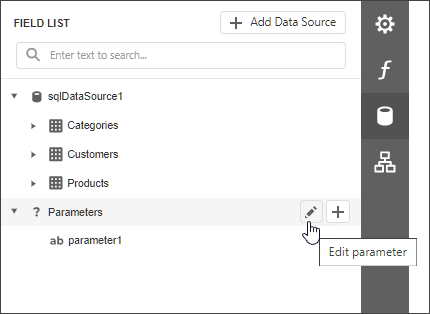 FIELD LIST
Add Data Source
Enter text to search...
sqlDataSource1
Categories
Customers
Products
? Parameters
ab parameter1
Edit parameter